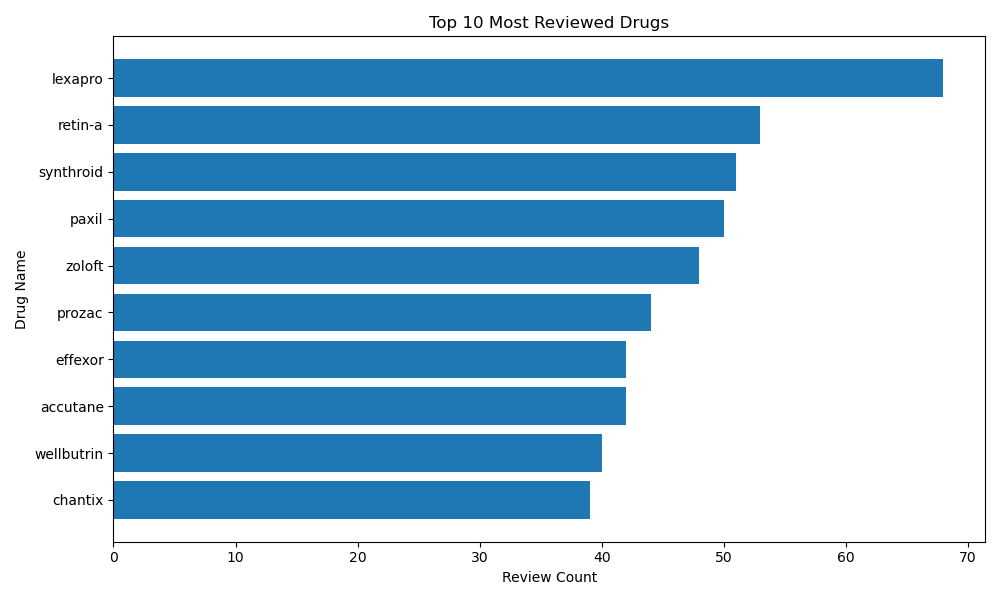 Top 10 Most Reviewed Drugs
Drug Name
lexapro
retin-a
synthroid
paxil
zoloft
prozac
effexor
accutane
wellbutrin
chantix
0 10 20 30 40 50 60 70
Review Count